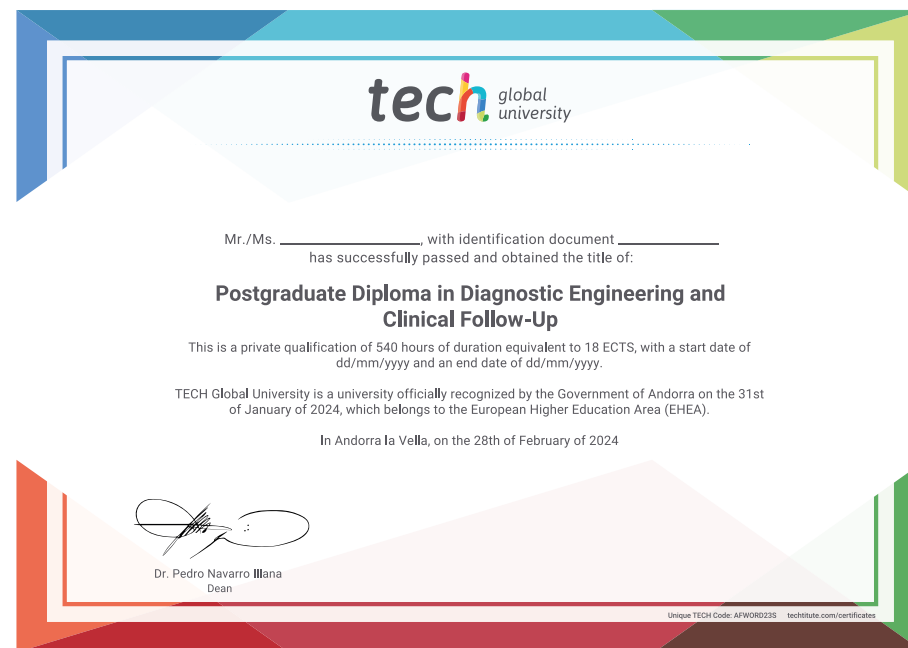 tech global
university
Mr./Ms. ____________, with identification document ____________
has successfully passed and obtained the title of:
Postgraduate Diploma in Diagnostic Engineering and
Clinical Follow-Up
This is a private qualification of 540 hours of duration equivalent to 18 ECTS, with a start date of
dd/mm/yyyy and an end date of dd/mm/yyyy.
TECH Global University is a university officially recognized by the Government of Andorra on the 31st
of January of 2024, which belongs to the European Higher Education Area (EHEA).
In Andorra la Vella, on the 28th of February of 2024
Dr. Pedro Navarro Illana
Dean
Unique TECH Code: AFWORD23S techtitute.com/certificates